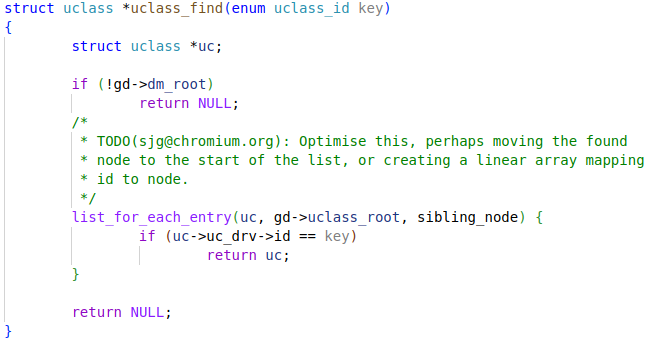 struct uclass *uclass_find(enum uclass_id key)
{
        struct uclass *uc;

        if (!gd->dm_root)
                return NULL;
        /*
         * TODO(sjg@chromium.org): Optimise this, perhaps moving the found
         * node to the start of the list, or creating a linear array mapping
         * id to node.
         */
        list_for_each_entry(uc, gd->uclass_root, sibling_node) {
                if (uc->uc_drv->id == key)
                        return uc;
        }

        return NULL;
}